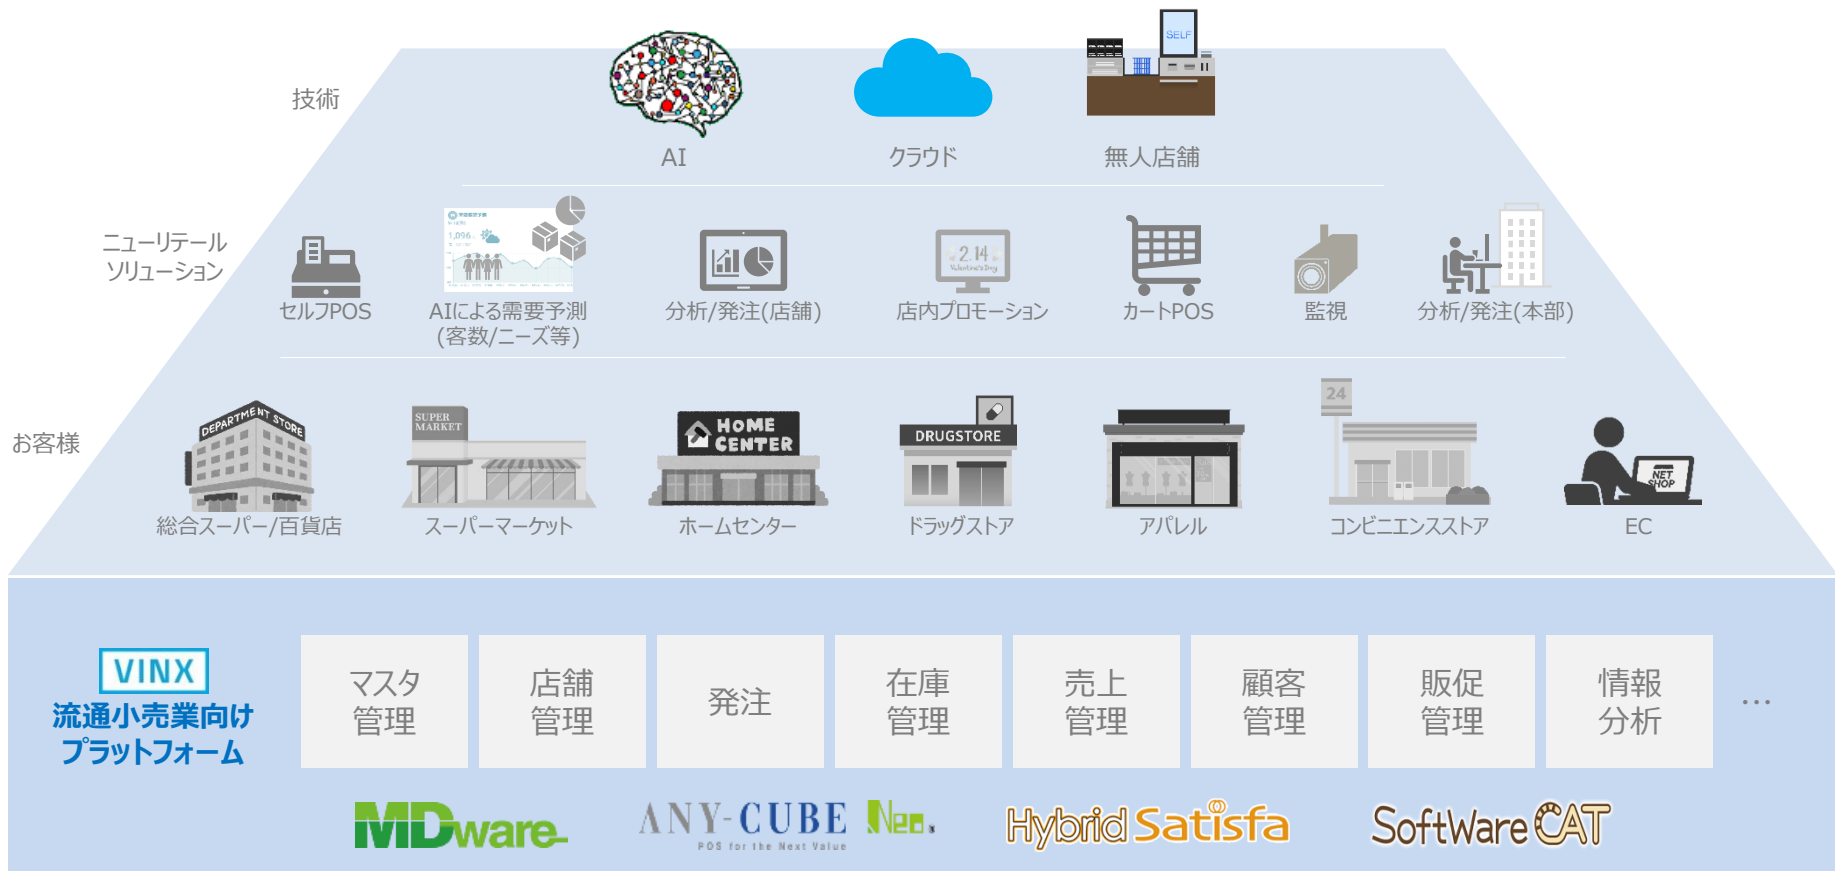 SELF
技術
AI
クラウド
無人店舗
ニューリテール
ソリューション
1,096
2.14
Valentine's Day
セルフPOS
AIによる需要予測
(客数/ニーズ等)
分析/発注(店舗)
店内プロモーション
カートPOS
監視
分析/発注(本部)
お客様
DEPARTMENT STORE
SUPER
MARKET
HOME
CENTER
DRUGSTORE
24
NET
SHOP
総合スーパー/百貨店
スーパーマーケット
ホームセンター
ドラッグストア
アパレル
コンビニエンスストア
EC
VINX
流通小売業向け
プラットフォーム
マスタ
管理
店舗
管理
発注
在庫
管理
売上
管理
顧客
管理
販促
管理
情報
分析
…
MDware
ANY-CUBE Neo.
POS for the Next Value
Hybrid Satisfa
SoftWare CAT